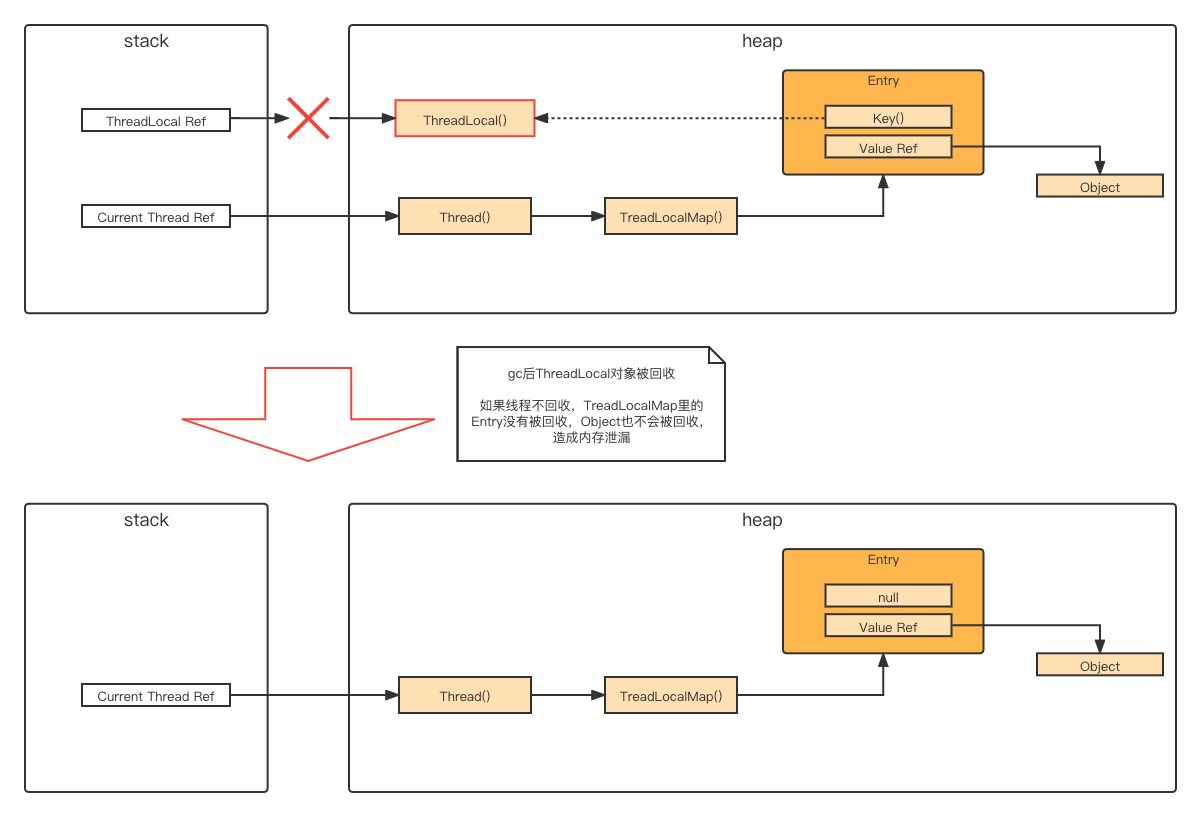 stack
heap
Entry
ThreadLocal Ref
ThreadLocal()
Key()
Value Ref
Object
Current Thread Ref
Thread()
TreadLocalMap()
gc后ThreadLocal对象被回收
如果线程不回收，TreadLocalMap里的
Entry没有被回收，Object也不会被回收，
造成内存泄漏
stack
heap
Entry
null
Value Ref
Object
Current Thread Ref
Thread()
TreadLocalMap()